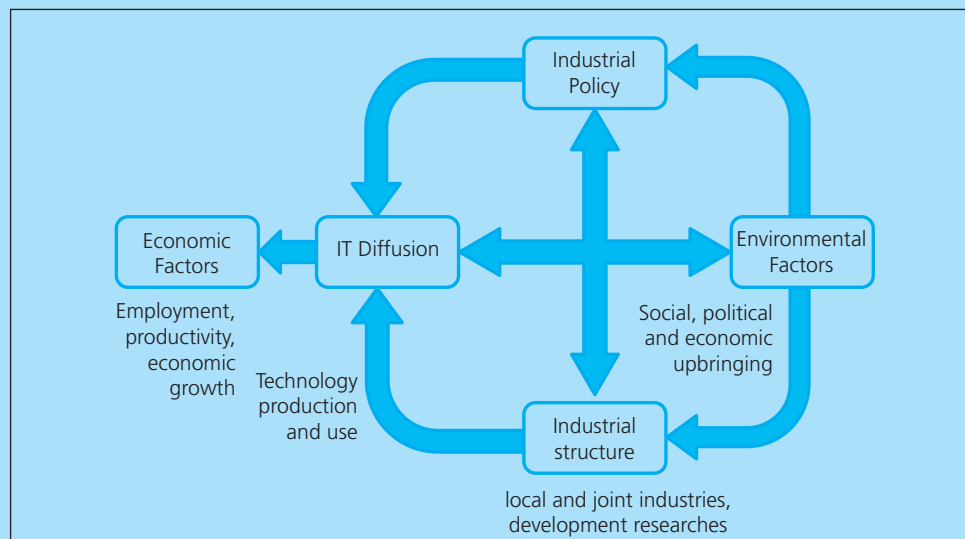 Industrial
Policy
Economic
Factors
IT Diffusion
Environmental
Factors
Employment,
productivity,
economic
growth
Social, political
and economic
upbringing
Technology
production
and use
Industrial
structure
local and joint industries,
development researches